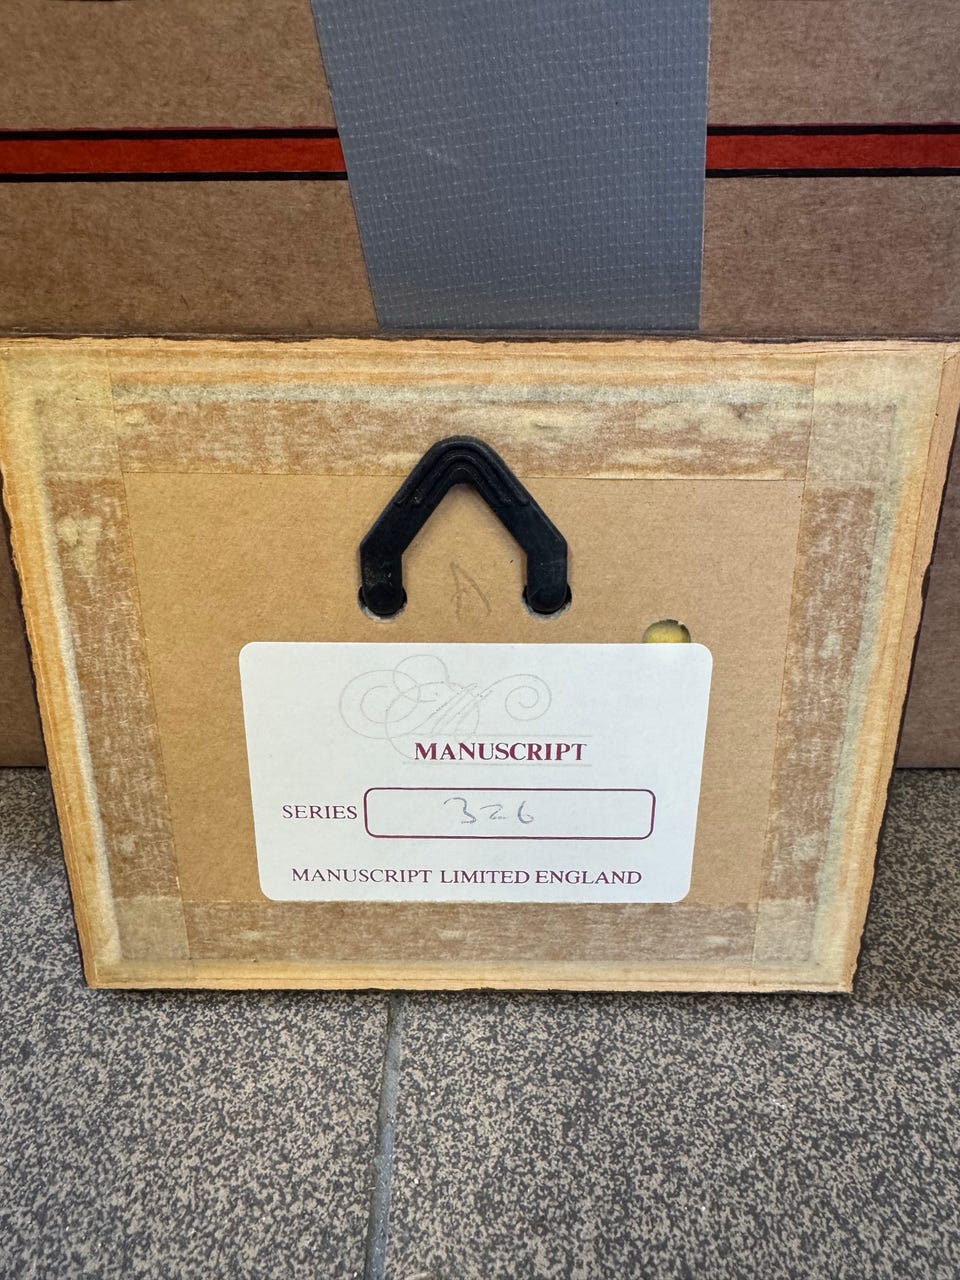 A
M
MANUSCRIPT
SERIES 326
MANUSCRIPT LIMITED ENGLAND